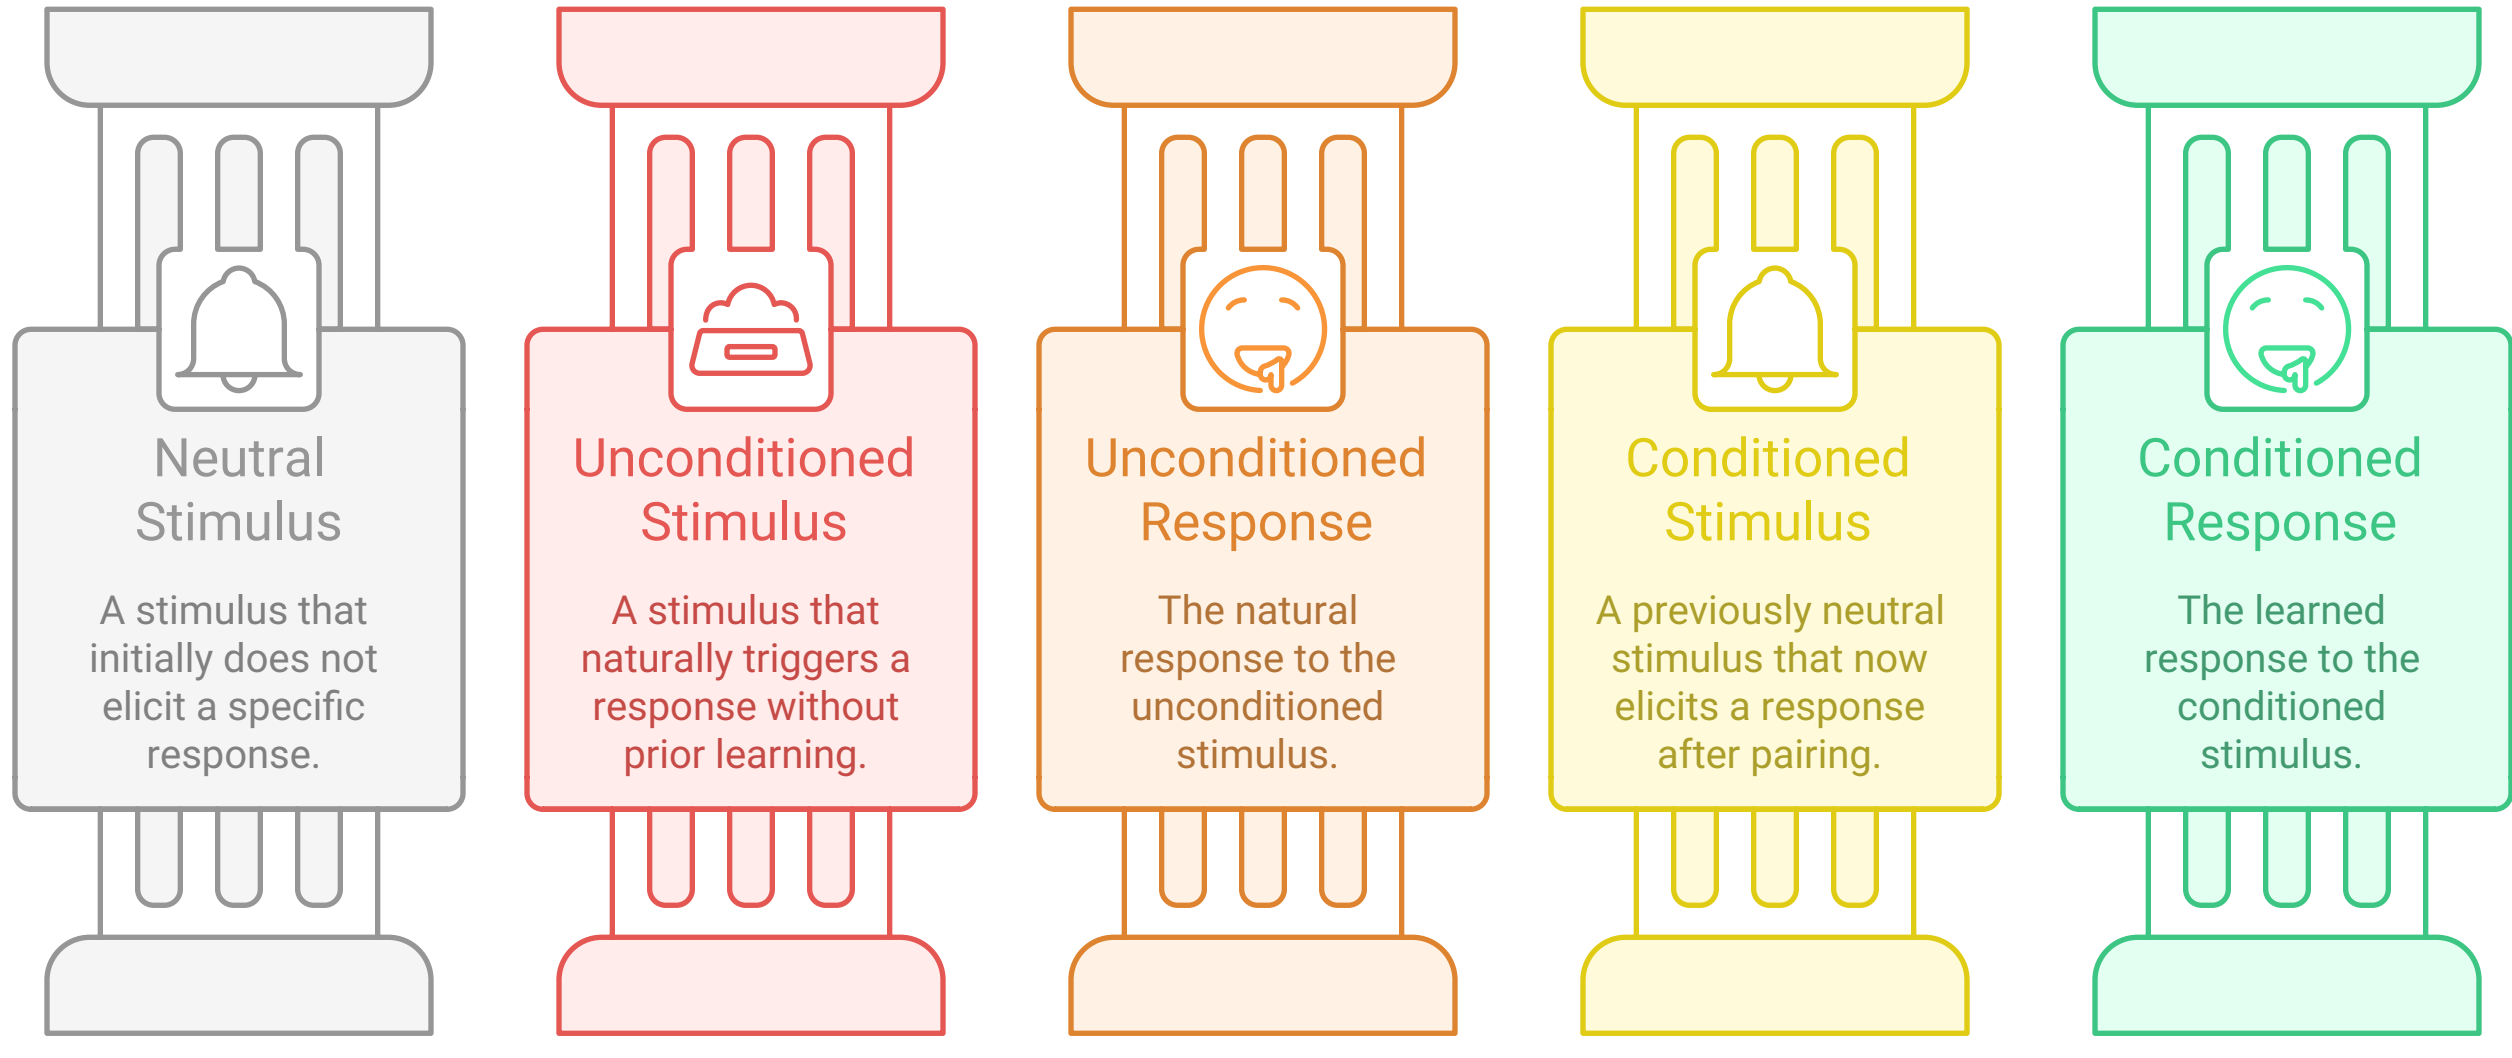 Neutral
Stimulus
A stimulus that
initially does not
elicit a specific
response.
Unconditioned
Stimulus
A stimulus that
naturally triggers a
response without
prior learning.
Unconditioned
Response
The natural
response to the
unconditioned
stimulus.
Conditioned
Stimulus
A previously neutral
stimulus that now
elicits a response
after pairing.
Conditioned
Response
The learned
response to the
conditioned
stimulus.